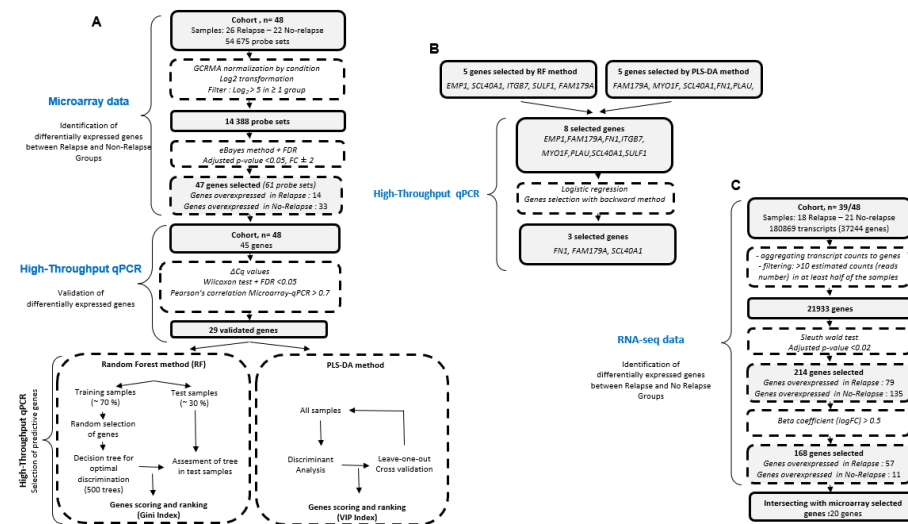 A
Cohort , n= 48
Samples: 26 Relapse – 22 No-relapse
54 675 probe sets
GCRMA normalization by condition
Log2 transformation
Filter : Log₂ > 5 in ≥ 1 group
Microarray data
Identification of
differentially expressed genes
between Relapse and Non-Relapse
Groups
14 388 probe sets
eBayes method + FDR
Adjusted p-value <0.05, FC ± 2
47 genes selected (61 probe sets)
Genes overexpressed in Relapse : 14
Genes overexpressed in No-Relapse : 33
Cohort, n= 48
45 genes
High-Throughput qPCR
Validation of
differentially expressed genes
ΔCq values
Wilcoxon test + FDR <0.05
Pearson's correlation Microarray-qPCR > 0.7
29 validated genes
High-Throughput qPCR
Selection of predictive genes
Random Forest method (RF)
Training samples
(~ 70 %)
Test samples
(~ 30 %)
Random selection
of genes
Decision tree for
optimal
discrimination
(500 trees)
Assesment of tree
in test samples
Genes scoring and ranking
(Gini Index)
PLS-DA method
All samples
Discriminant
Analysis
Leave-one-out
Cross validation
Genes scoring and ranking
(VIP Index)
B
5 genes selected by RF method
EMP1, SCL40A1, ITGB7, SULF1, FAM179A
5 genes selected by PLS-DA method
FAM179A, MYO1F, SCL40A1,FN1,PLAU,
High-Throughput qPCR
8 selected genes
EMP1,FAM179A,FN1,ITGB7,
MYO1F,PLAU,SCL40A1,SULF1
Logistic regression
Genes selection with backward method
3 selected genes
FN1, FAM179A, SCL40A1
C
Cohort, n= 39/48
Samples: 18 Relapse – 21 No-relapse
180869 transcripts (37244 genes)
- aggregating transcript counts to genes
- filtering: >10 estimated counts (reads
number) in at least half of the samples
21933 genes
RNA-seq data
Identification of
differentially expressed genes
between Relapse and No Relapse
Groups
Sleuth wald test
Adjusted p-value <0.02
214 genes selected
Genes overexpressed in Relapse : 79
Genes overexpressed in No-Relapse : 135
Beta coefficient (logFC) > 0.5
168 genes selected
Genes overexpressed in Relapse : 57
Genes overexpressed in No-Relapse : 11
Intersecting with microarray selected
genes :20 genes